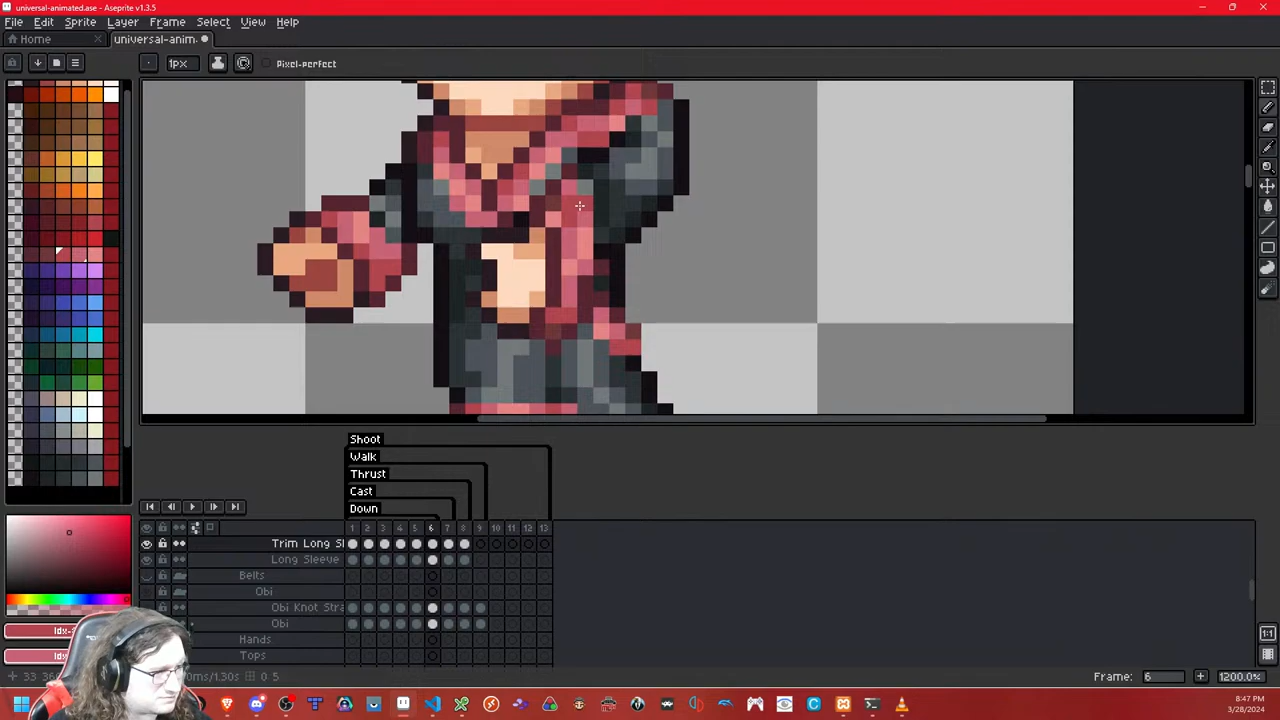 universal-animated.ase - Aseprite v1.3.5
File Edit Sprite Layer Frame Select View Help
Home universal-anim.
1px Pixel-perfect
Shoot
Walk
Thrust
Cast
Down
1 2 3 4 5 6 7 8 9 10 11 12 13
Trim Long Sl
Long Sleeve
Belts
Obi
Obi Knot Stra
Obi
Hands
Tops
Frame: 6 1200.0%
1:1
8:47 PM
3/28/2024